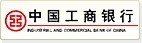 中国工商银行
INDUSTRIAL AND COMMERCIAL BANK OF CHINA